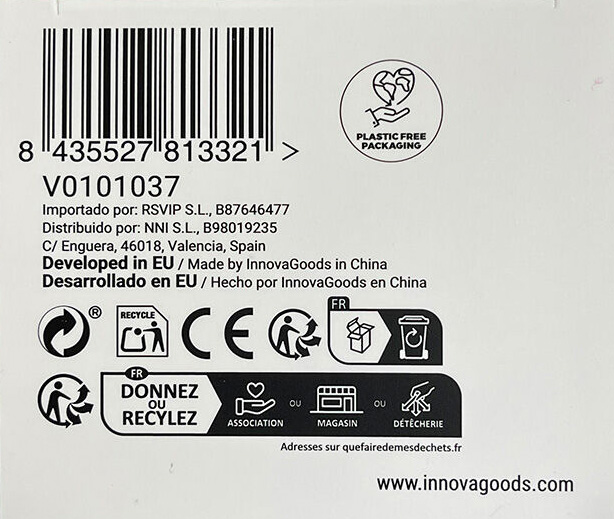 8 435527 813321 >
PLASTIC FREE
PACKAGING
V0101037
Importado por: RSVIP S.L., B87646477
Distribuido por: NNI S.L., B98019235
C/ Enguera, 46018, Valencia, Spain
Developed in EU / Made by InnovaGoods in China
Desarrollado en EU / Hecho por InnovaGoods en China
®
RECYCLE
CE
FR
FR
DONNEZ
OU
RECYLEZ
ASSOCIATION
OU
MAGASIN
OU
DÉTÈCHERIE
Adresses sur quefairedemesdechets.fr
www.innovagoods.com